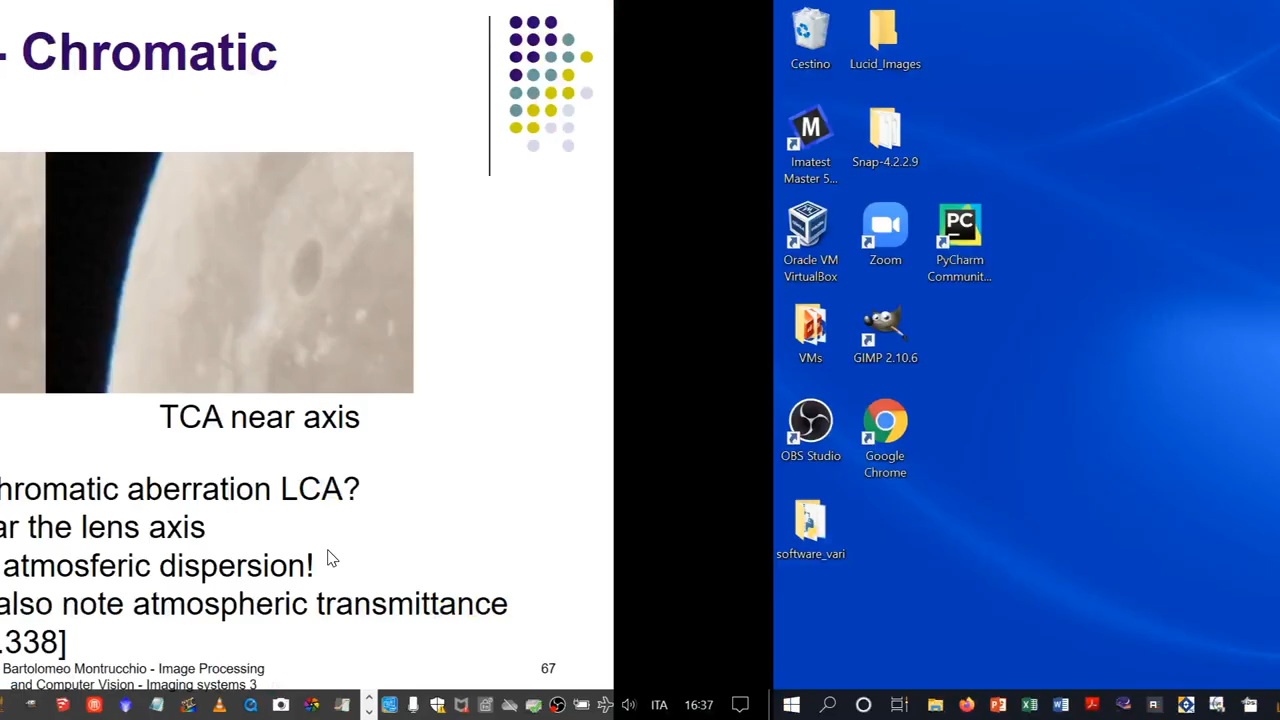 - Chromatic
TCA near axis
hromatic aberration LCA?
ar the lens axis
atmosferic dispersion!
also note atmospheric transmittance
.338]
Bartolomeo Montrucchio - Image Processing
and Computer Vision - Imaging systems 3
67
ITA
16:37
Cestino
Lucid_Images
M
Imatest
Master 5...
Snap-4.2.2.9
Oracle VM
VirtualBox
Zoom
PC
PyCharm
Communit...
VMs
GIMP 2.10.6
OBS Studio
Google
Chrome
software_vari